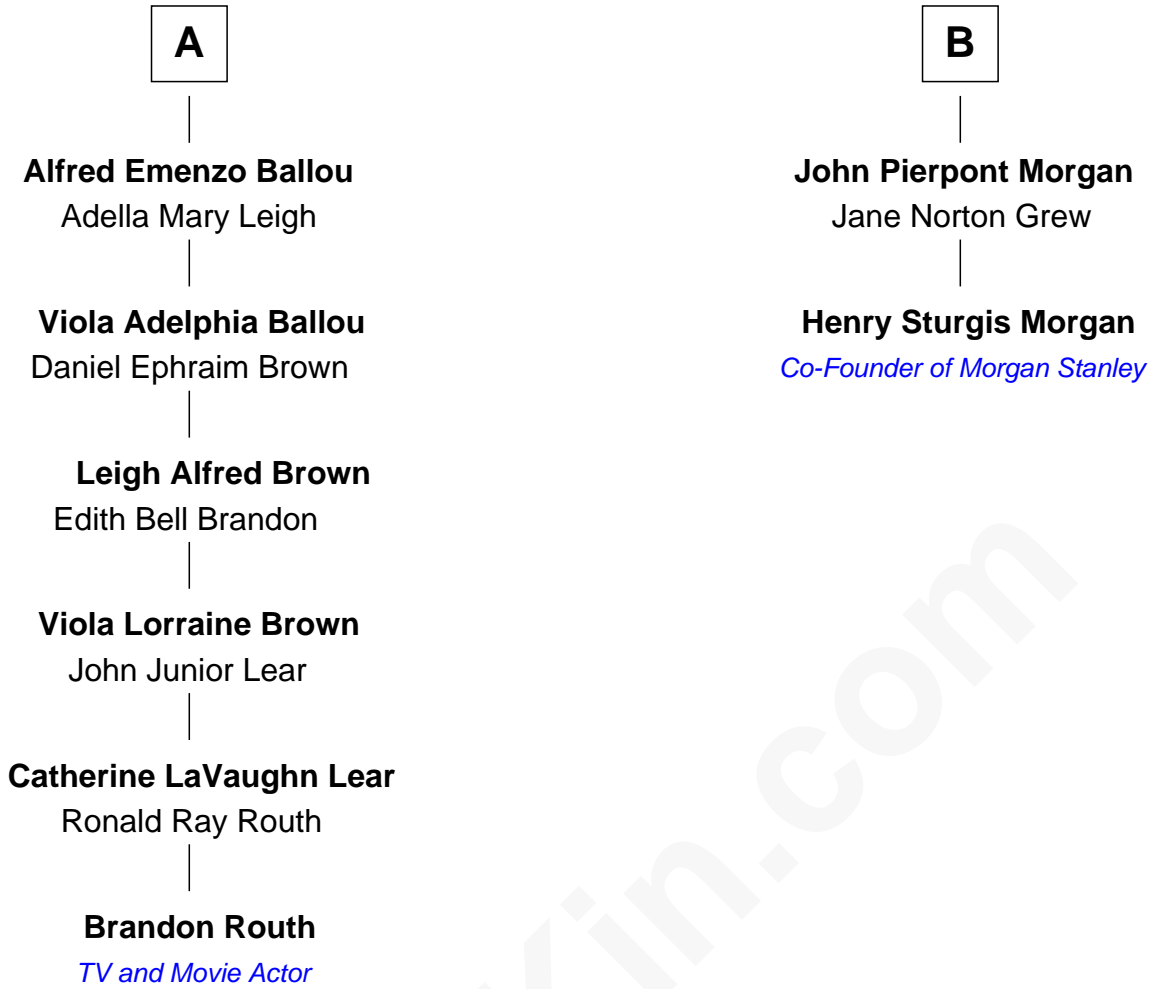 A
Alfred Emenzo Ballou
Adella Mary Leigh
Viola Adelphia Ballou
Daniel Ephraim Brown
Leigh Alfred Brown
Edith Bell Brandon
Viola Lorraine Brown
John Junior Lear
Catherine LaVaughn Lear
Ronald Ray Routh
Brandon Routh
TV and Movie Actor
B
John Pierpont Morgan
Jane Norton Grew
Henry Sturgis Morgan
Co-Founder of Morgan Stanley
in.com